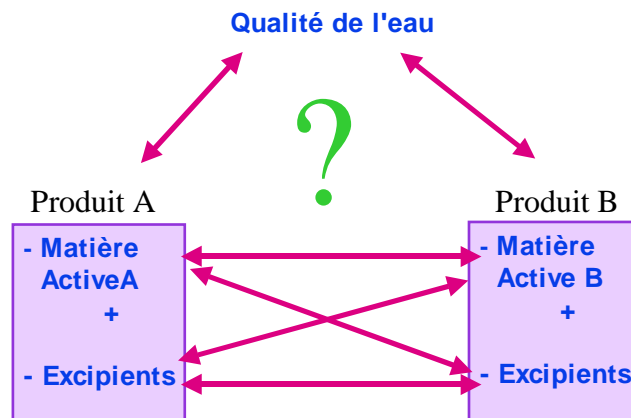 Qualité de l'eau
?
Produit A
Produit B
- Matière
ActiveA
+
- Excipients
- Matière
Active B
+
- Excipients